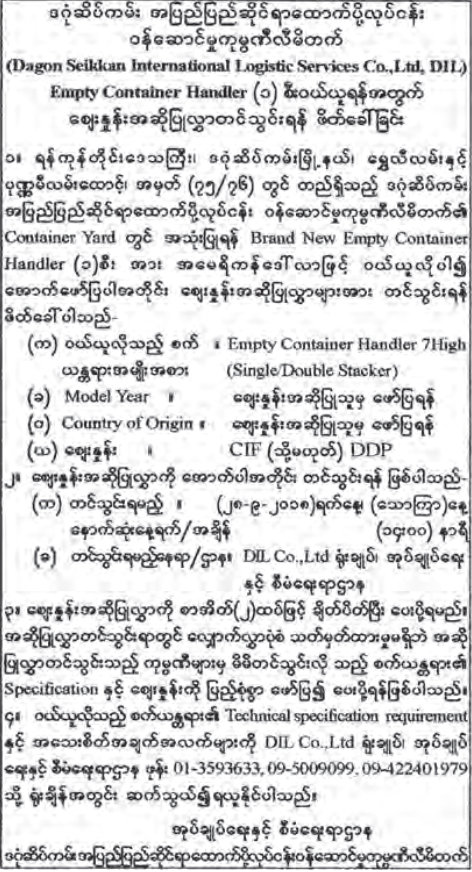 ဒဂုံဆိပ်ကမ်း အပြည်ပြည်ဆိုင်ရာထောက်ပို့လုပ်ငန်း
ဝန်ဆောင်မှုကုမ္ပဏီလီမိတက်
(Dagon Seikkan International Logistic Services Co.,Ltd, DIL)
Empty Container Handler (၁) စီးဝယ်ယူရန်အတွက်
ဈေးနှုန်းအဆိုပြုလွှာတင်သွင်းရန် ဖိတ်ခေါ်ခြင်း
၁။ ရန်ကုန်တိုင်းဒေသကြီး၊ ဒဂုံဆိပ်ကမ်းမြို့နယ်၊ ရွှေလီလမ်းနှင့်
ပုဏ္ဏမီလမ်းထောင့်၊ အမှတ် (၇၅/၇၆) တွင် တည်ရှိသည့် ဒဂုံဆိပ်ကမ်း
အပြည်ပြည်ဆိုင်ရာထောက်ပို့လုပ်ငန်း ဝန်ဆောင်မှုကုမ္ပဏီလီမိတက်၏
Container Yard တွင် အသုံးပြုရန် Brand New Empty Container
Handler (၁)စီး အား အမေရိကန်ဒေါ်လာဖြင့် ဝယ်ယူလိုပါ၍
အောက်ဖော်ပြပါအတိုင်း ဈေးနှုန်းအဆိုပြုလွှာများအား တင်သွင်းရန်
ဖိတ်ခေါ်ပါသည်-
(က) ဝယ်ယူလိုသည့် စက် ။ Empty Container Handler 7High
ယန္တရားအမျိုးအစား (Single/Double Stacker)
(ခ) Model Year ။ ဈေးနှုန်းအဆိုပြုသူမှ ဖော်ပြရန်
(ဂ) Country of Origin ။ ဈေးနှုန်းအဆိုပြုသူမှ ဖော်ပြရန်
(ဃ) ဈေးနှုန်း ။ CIF (သို့မဟုတ်) DDP
၂။ ဈေးနှုန်းအဆိုပြုလွှာကို အောက်ပါအတိုင်း တင်သွင်းရန် ဖြစ်ပါသည်-
(က) တင်သွင်းရမည့် ။ (၂၈-၉-၂၀၁၈)ရက်နေ့၊ (သောကြာ)နေ့
နောက်ဆုံးနေ့ရက်/အချိန် (၁၄:၀၀) နာရီ
(ခ) တင်သွင်းရမည့်နေရာ/ဌာန။ DIL Co.,Ltd ရုံးချုပ်၊ အုပ်ချုပ်ရေး
နှင့် စီမံရေးရာဌာန
၃။ ဈေးနှုန်းအဆိုပြုလွှာကို စာအိတ်(၂)ထပ်ဖြင့် ချိတ်ပိတ်ပြီး ပေးပို့ရမည်။
အဆိုပြုလွှာတင်သွင်းရာတွင် လျှောက်လွှာပုံစံ သတ်မှတ်ထားမှုမရှိဘဲ အဆို
ပြုလွှာတင်သွင်းသည့် ကုမ္ပဏီများမှ မိမိတင်သွင်းလို သည့် စက်ယန္တရား၏
Specification နှင့် ဈေးနှုန်းကို ပြည့်စုံစွာ ဖော်ပြ၍ ပေးပို့ရန်ဖြစ်ပါသည်။
၄။ ဝယ်ယူလိုသည့် စက်ယန္တရား၏ Technical specification requirement
နှင့် အသေးစိတ်အချက်အလက်များကို DIL Co.,Ltd ရုံးချုပ်၊ အုပ်ချုပ်
ရေးနှင့် စီမံရေးရာဌာန ဖုန်း 01-3593633, 09-5009099, 09-422401979
သို့ ရုံးချိန်အတွင်း ဆက်သွယ်၍ရယူနိုင်ပါသည်။
အုပ်ချုပ်ရေးနှင့် စီမံရေးရာဌာန
ဒဂုံဆိပ်ကမ်းအပြည်ပြည်ဆိုင်ရာထောက်ပို့လုပ်ငန်းဝန်ဆောင်မှုကုမ္ပဏီလီမိတက်